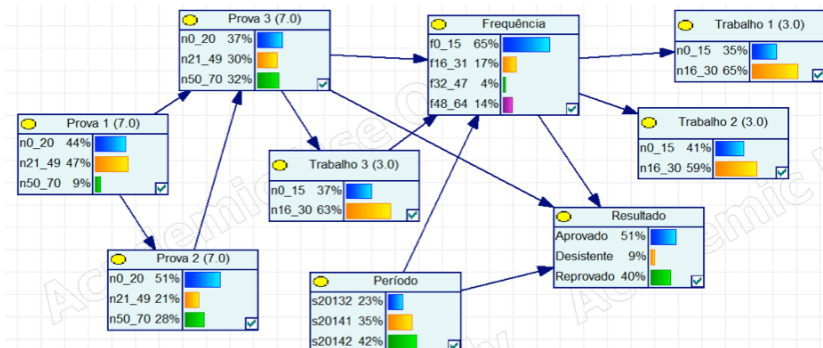 Prova 3 (7.0)
n0_20 37%
n21_49 30%
n50_70 32%
Frequência
f0_15 65%
f16_31 17%
f32_47 4%
f48_64 14%
Trabalho 1 (3.0)
n0_15 35%
n16_30 65%
Prova 1 (7.0)
n0_20 44%
n21_49 47%
n50_70 9%
Trabalho 2 (3.0)
n0_15 41%
n16_30 59%
Trabalho 3 (3.0)
n0_15 37%
n16_30 63%
Resultado
Aprovado 51%
Desistente 9%
Reprovado 40%
Prova 2 (7.0)
n0_20 51%
n21_49 21%
n50_70 28%
Período
s20132 23%
s20141 35%
s20142 42%